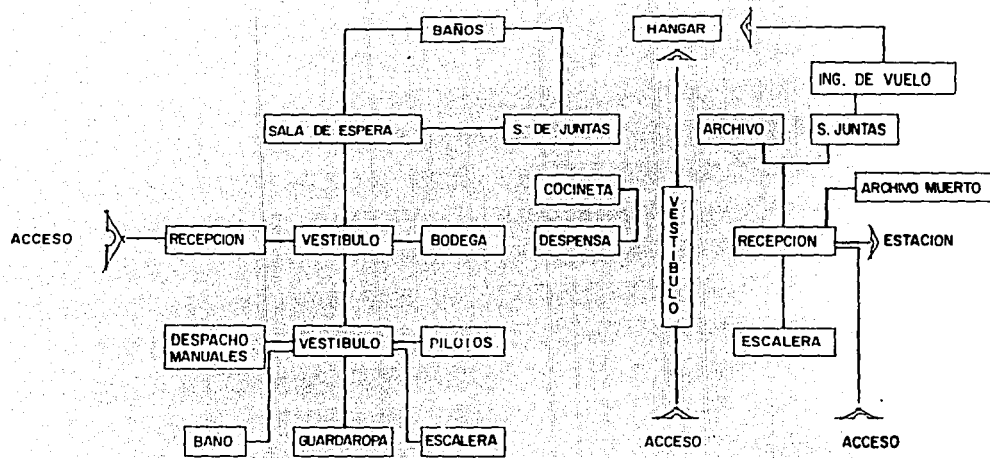 BAÑOS
HANGAR
ING. DE VUELO
SALA DE ESPERA
S. DE JUNTAS
ARCHIVO
S. JUNTAS
COCINETA
ARCHIVO MUERTO
ACCESO
RECEPCION
VESTIBULO
BODEGA
DESPENSA
VESTIBULO
RECEPCION
ESTACION
DESPACHO
MANUALES
VESTIBULO
PILOTOS
ESCALERA
BAÑO
GUARDAROPA
ESCALERA
ACCESO
ACCESO